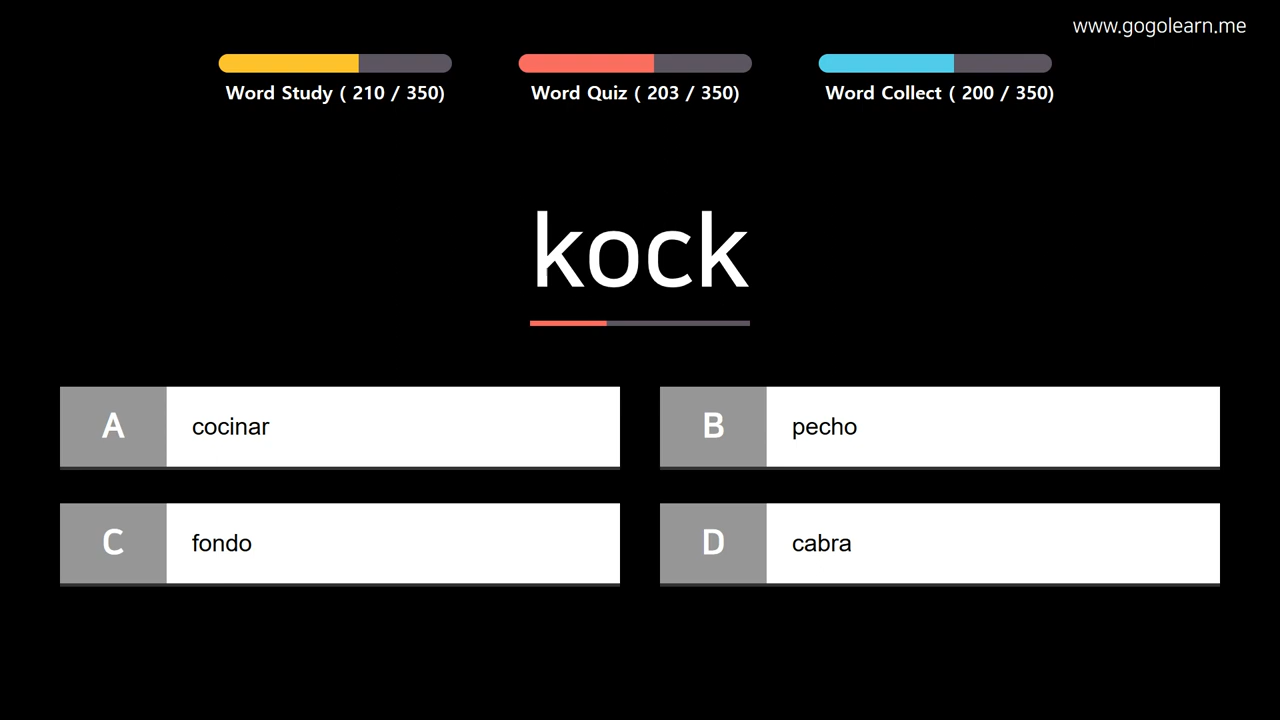 www.gogolearn.me
Word Study ( 210 / 350)
Word Quiz ( 203 / 350)
Word Collect ( 200 / 350)
kock
A cocinar
B pecho
C fondo
D cabra